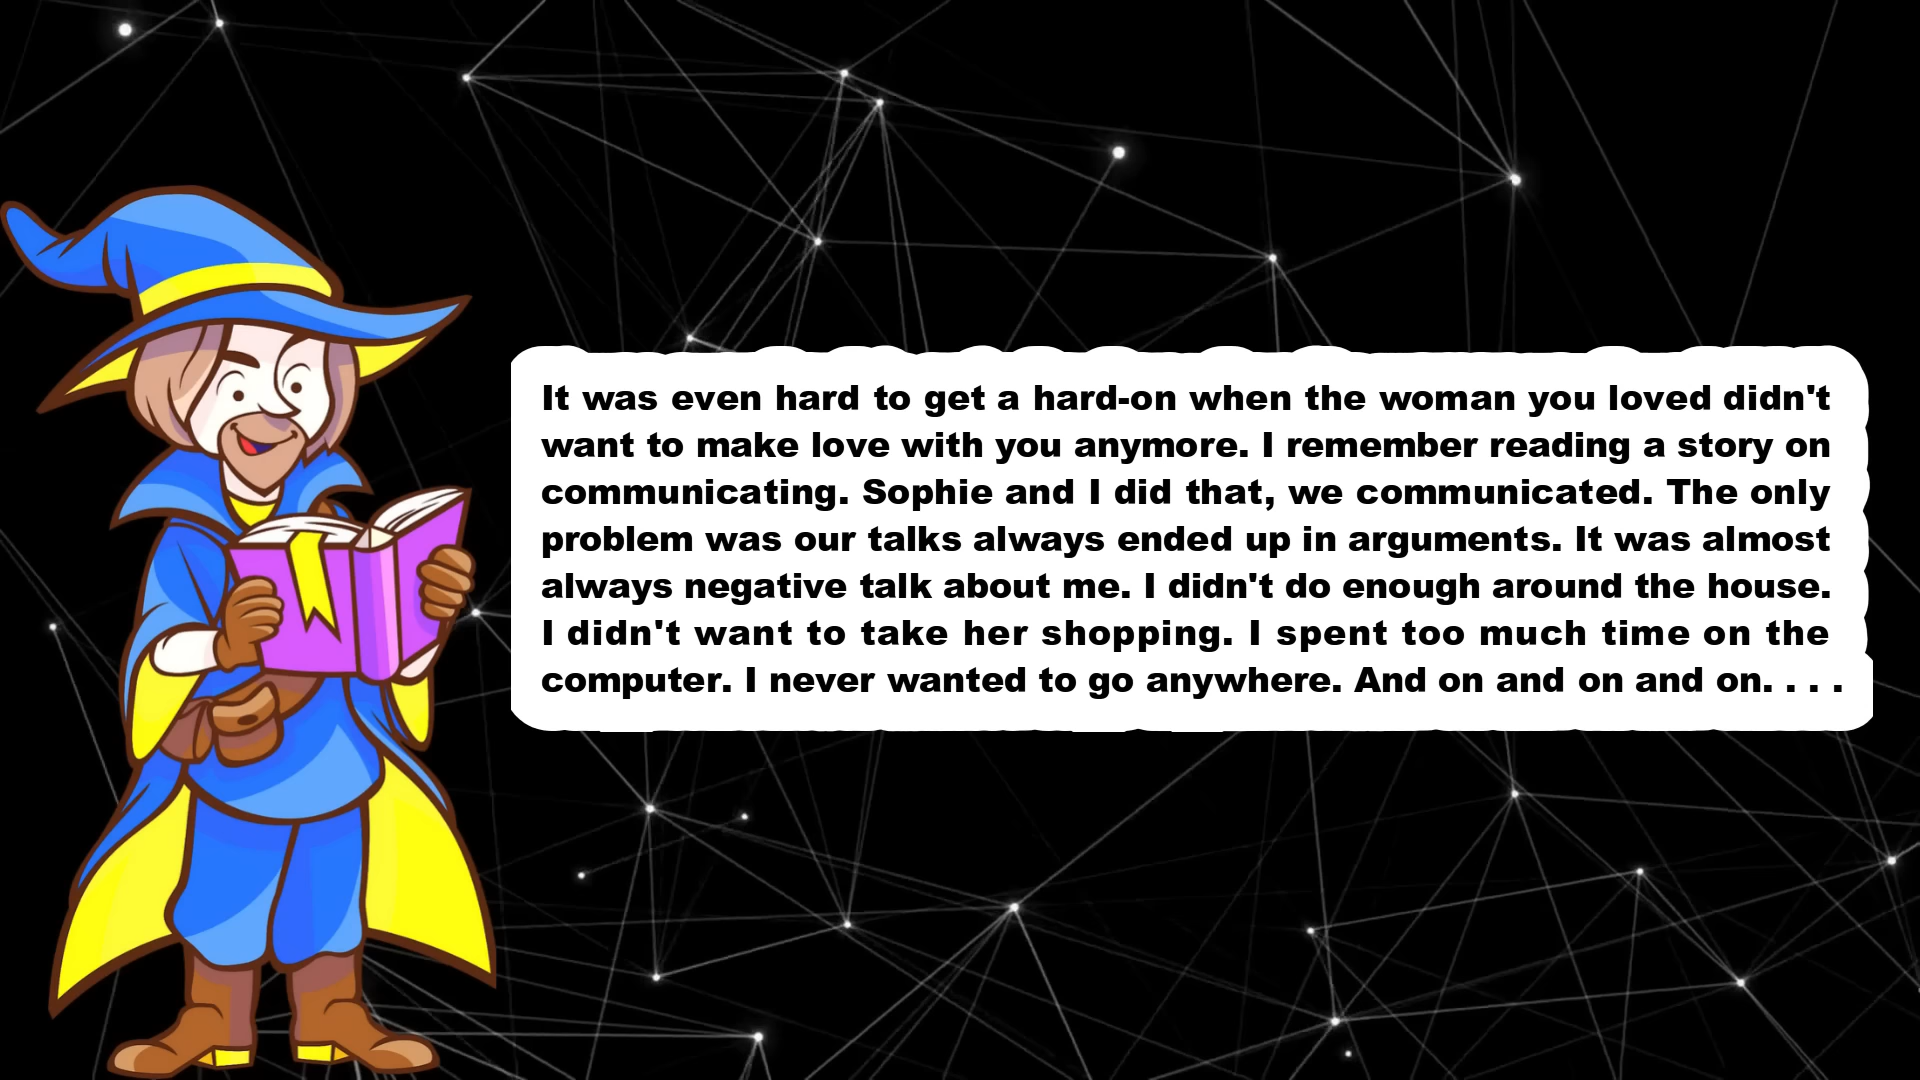 It was even hard to get a hard-on when the woman you loved didn't
want to make love with you anymore. I remember reading a story on
communicating. Sophie and I did that, we communicated. The only
problem was our talks always ended up in arguments. It was almost
always negative talk about me. I didn't do enough around the house.
I didn't want to take her shopping. I spent too much time on the
computer. I never wanted to go anywhere. And on and on and on. . . .